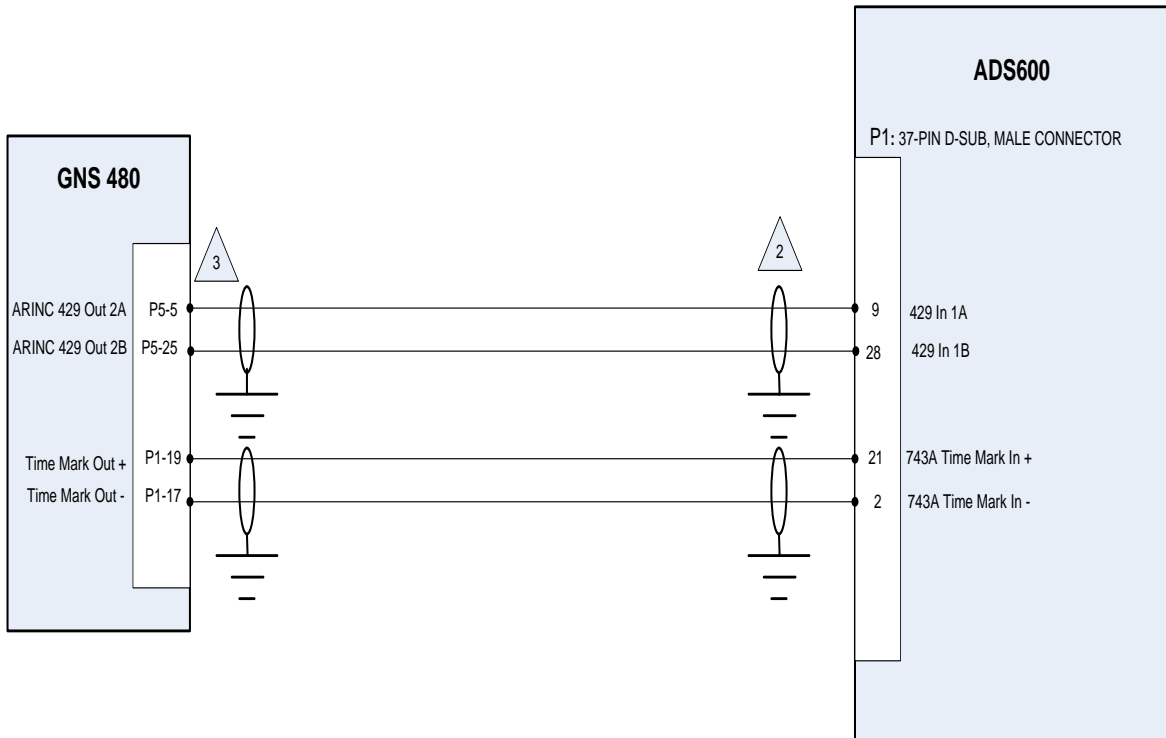 ADS600
P1: 37-PIN D-SUB, MALE CONNECTOR
GNS 480
3
2
ARINC 429 Out 2A P5-5 9 429 In 1A
ARINC 429 Out 2B P5-25 28 429 In 1B
Time Mark Out + P1-19 21 743A Time Mark In +
Time Mark Out - P1-17 2 743A Time Mark In -